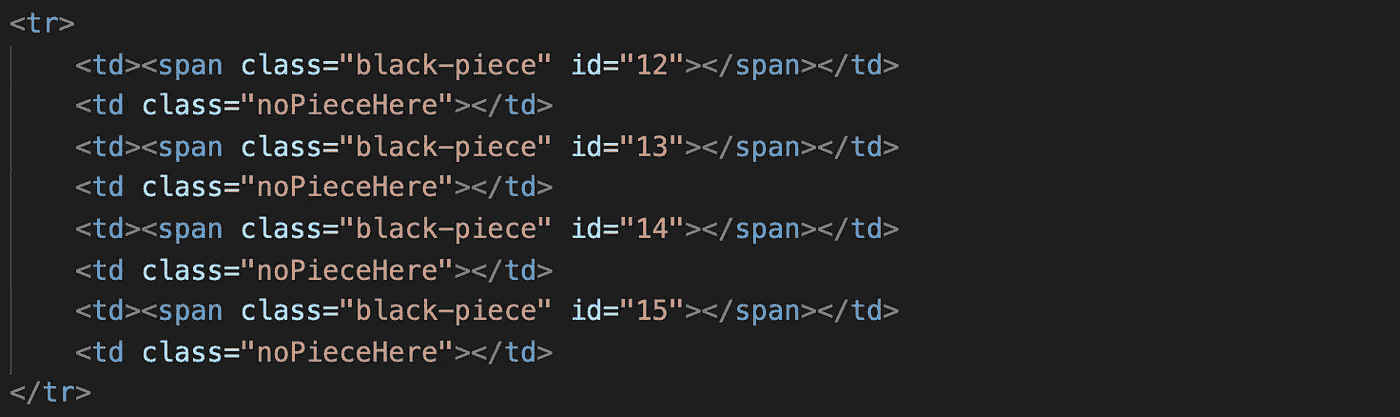 <tr>
<td><span class="black-piece" id="12"></span></td>
<td class="noPieceHere"></td>
<td><span class="black-piece" id="13"></span></td>
<td class="noPieceHere"></td>
<td><span class="black-piece" id="14"></span></td>
<td class="noPieceHere"></td>
<td><span class="black-piece" id="15"></span></td>
<td class="noPieceHere"></td>
</tr>